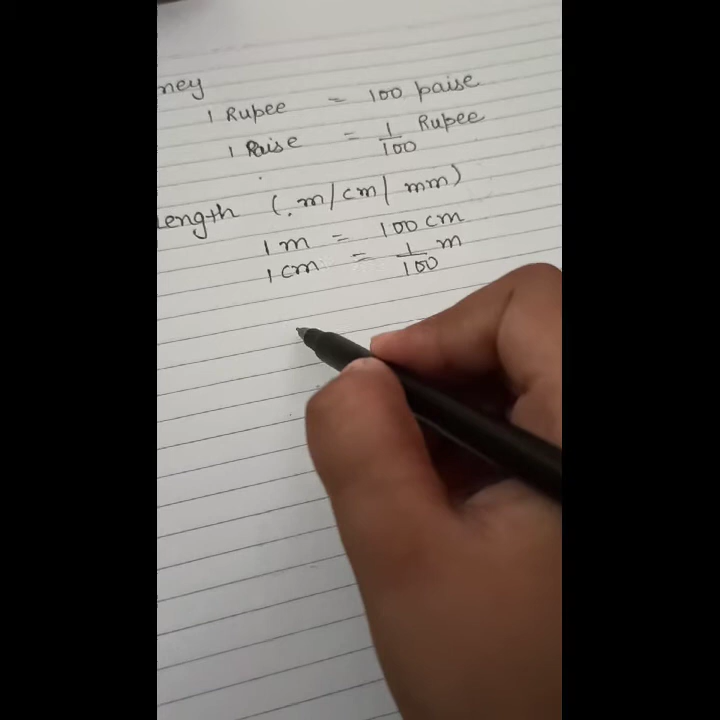 ney
1 Rupee = 100 paise
1 Paise = 1/100 Rupee
Length (.m/cm/ mm)
1 m = 100 cm
1 cm = 1/100 m